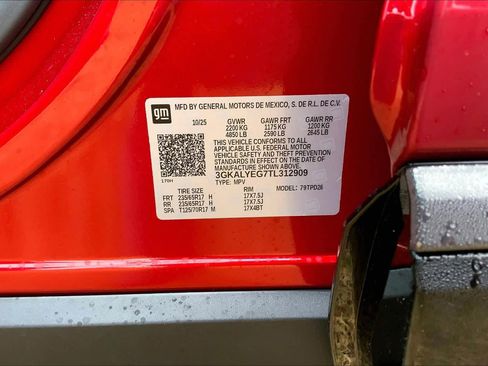 gm
MFD BY GENERAL MOTORS DE MEXICO, S. DE R.L. DE C.V.
10/25 GVWR GAWR FRT GAWR RR
2200 KG 1175 KG 1200 KG
4850 LB 2590 LB 2645 LB
THIS VEHICLE CONFORMS TO ALL
APPLICABLE U.S. FEDERAL MOTOR
VEHICLE SAFETY AND THEFT PREVENTION
STANDARDS IN EFFECT ON THE DATE OF
MANUFACTURE SHOWN ABOVE.
170H 3GKALYEG7TL312909
TYPE: MPV MODEL: 79TPD26
RIM
FRT 235/65R17 H 17X7.5J
RR 235/65R17 H 17X7.5J
SPA T125/70R17 M 17X4BT